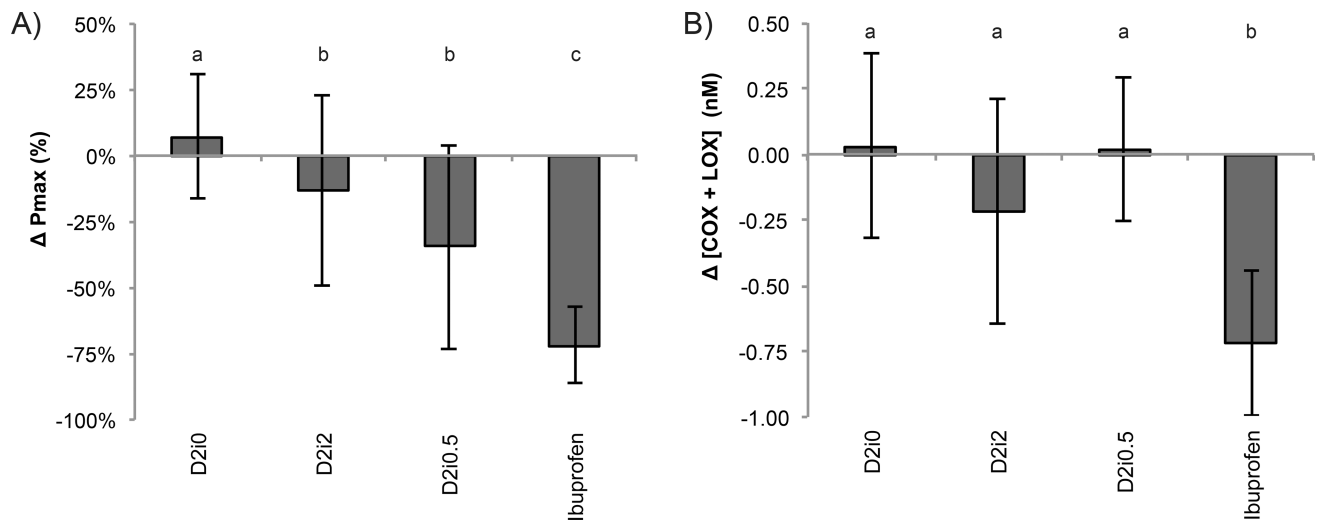 A)
Δ Pmax (%)
50%
25%
0%
-25%
-50%
-75%
-100%
a b b c
D2i0
D2i2
D2i0.5
Ibuprofen
B)
Δ [COX + LOX] (nM)
0.50
0.25
0.00
-0.25
-0.50
-0.75
-1.00
a a a b
D2i0
D2i2
D2i0.5
Ibuprofen